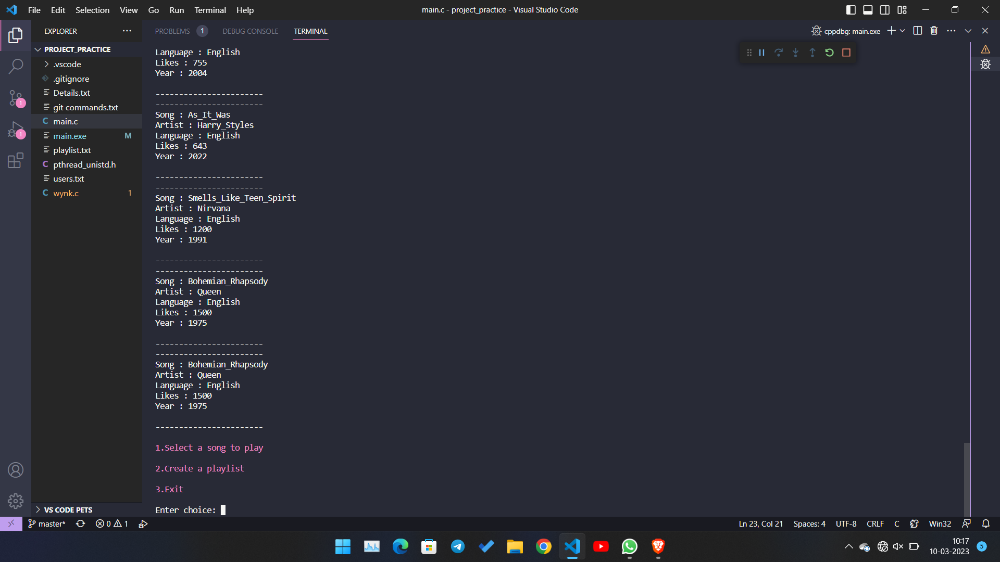 File Edit Selection View Go Run Terminal Help
main.c - project_practice - Visual Studio Code
EXPLORER
PROJECT_PRACTICE
.vscode
.gitignore
Details.txt
git commands.txt
main.c
main.exe M
playlist.txt
pthread_unistd.h
users.txt
wynk.c 1
VS CODE PETS
1
1
PROBLEMS 1 DEBUG CONSOLE TERMINAL
cppdbg: main.exe
Language : English
Likes : 755
Year : 2004
-----------------------
-----------------------
Song : As_It_Was
Artist : Harry_Styles
Language : English
Likes : 643
Year : 2022
-----------------------
-----------------------
Song : Smells_Like_Teen_Spirit
Artist : Nirvana
Language : English
Likes : 1200
Year : 1991
-----------------------
-----------------------
Song : Bohemian_Rhapsody
Artist : Queen
Language : English
Likes : 1500
Year : 1975
-----------------------
-----------------------
Song : Bohemian_Rhapsody
Artist : Queen
Language : English
Likes : 1500
Year : 1975
-----------------------
1.Select a song to play
2.Create a playlist
3.Exit
Enter choice:
master* 0 1
Ln 23, Col 21 Spaces: 4 UTF-8 CRLF C Win32
10:17
10-03-2023 5